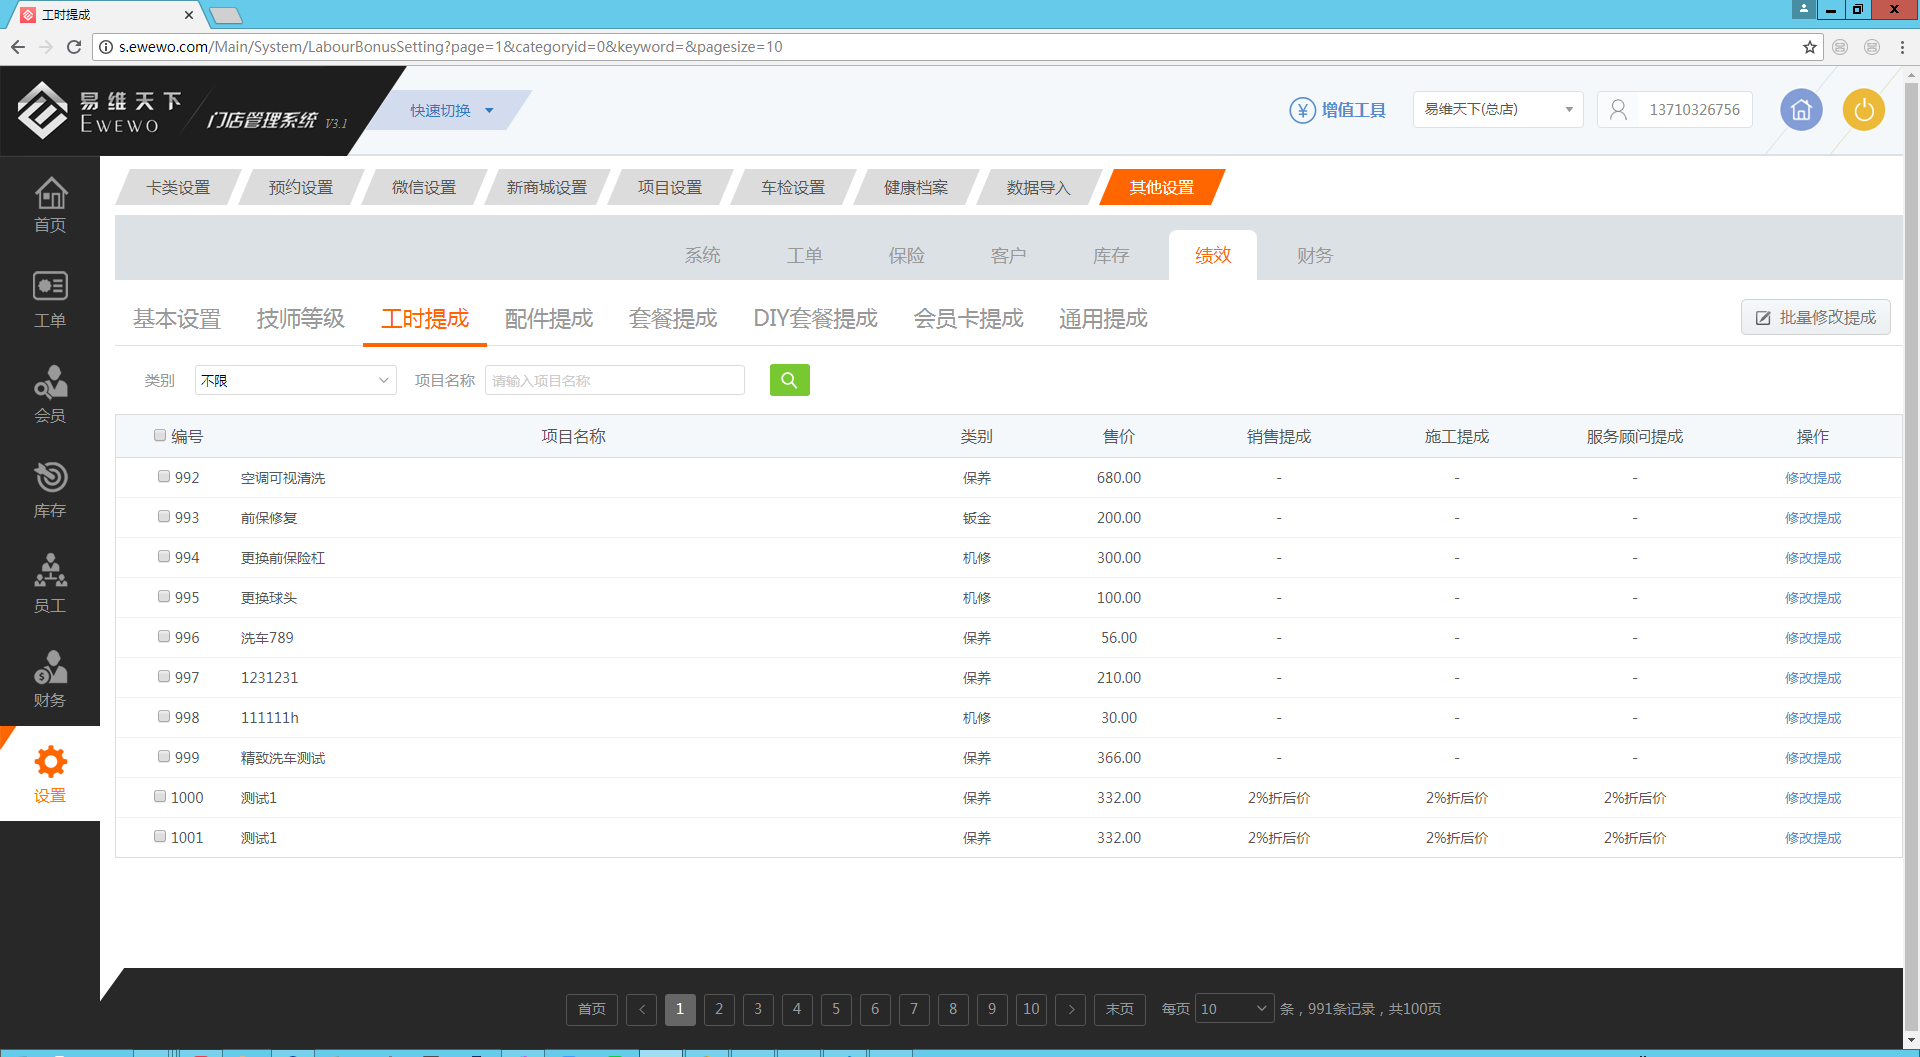 工时提成
s.ewewo.com/Main/System/LabourBonusSetting?page=1&categoryid=0&keyword=&pagesize=10
易维天下
EWEWO
门店管理系统 V3.1
快速切换
增值工具
易维天下(总店)
13710326756
首页
工单
会员
库存
员工
财务
设置
卡类设置 预约设置 微信设置 新商城设置 项目设置 车检设置 健康档案 数据导入 其他设置
系统 工单 保险 客户 库存 绩效 财务
基本设置 技师等级 工时提成 配件提成 套餐提成 DIY套餐提成 会员卡提成 通用提成 批量修改提成
类别 不限 项目名称 请输入项目名称
编号 项目名称 类别 售价 销售提成 施工提成 服务顾问提成 操作
992 空调可视清洗 保养 680.00 - - - 修改提成
993 前保修复 钣金 200.00 - - - 修改提成
994 更换前保险杠 机修 300.00 - - - 修改提成
995 更换球头 机修 100.00 - - - 修改提成
996 洗车789 保养 56.00 - - - 修改提成
997 1231231 保养 210.00 - - - 修改提成
998 111111h 机修 30.00 - - - 修改提成
999 精致洗车测试 保养 366.00 - - - 修改提成
1000 测试1 保养 332.00 2%折后价 2%折后价 2%折后价 修改提成
1001 测试1 保养 332.00 2%折后价 2%折后价 2%折后价 修改提成
首页 < 1 2 3 4 5 6 7 8 9 10 > 末页 每页 10 条，991条记录，共100页